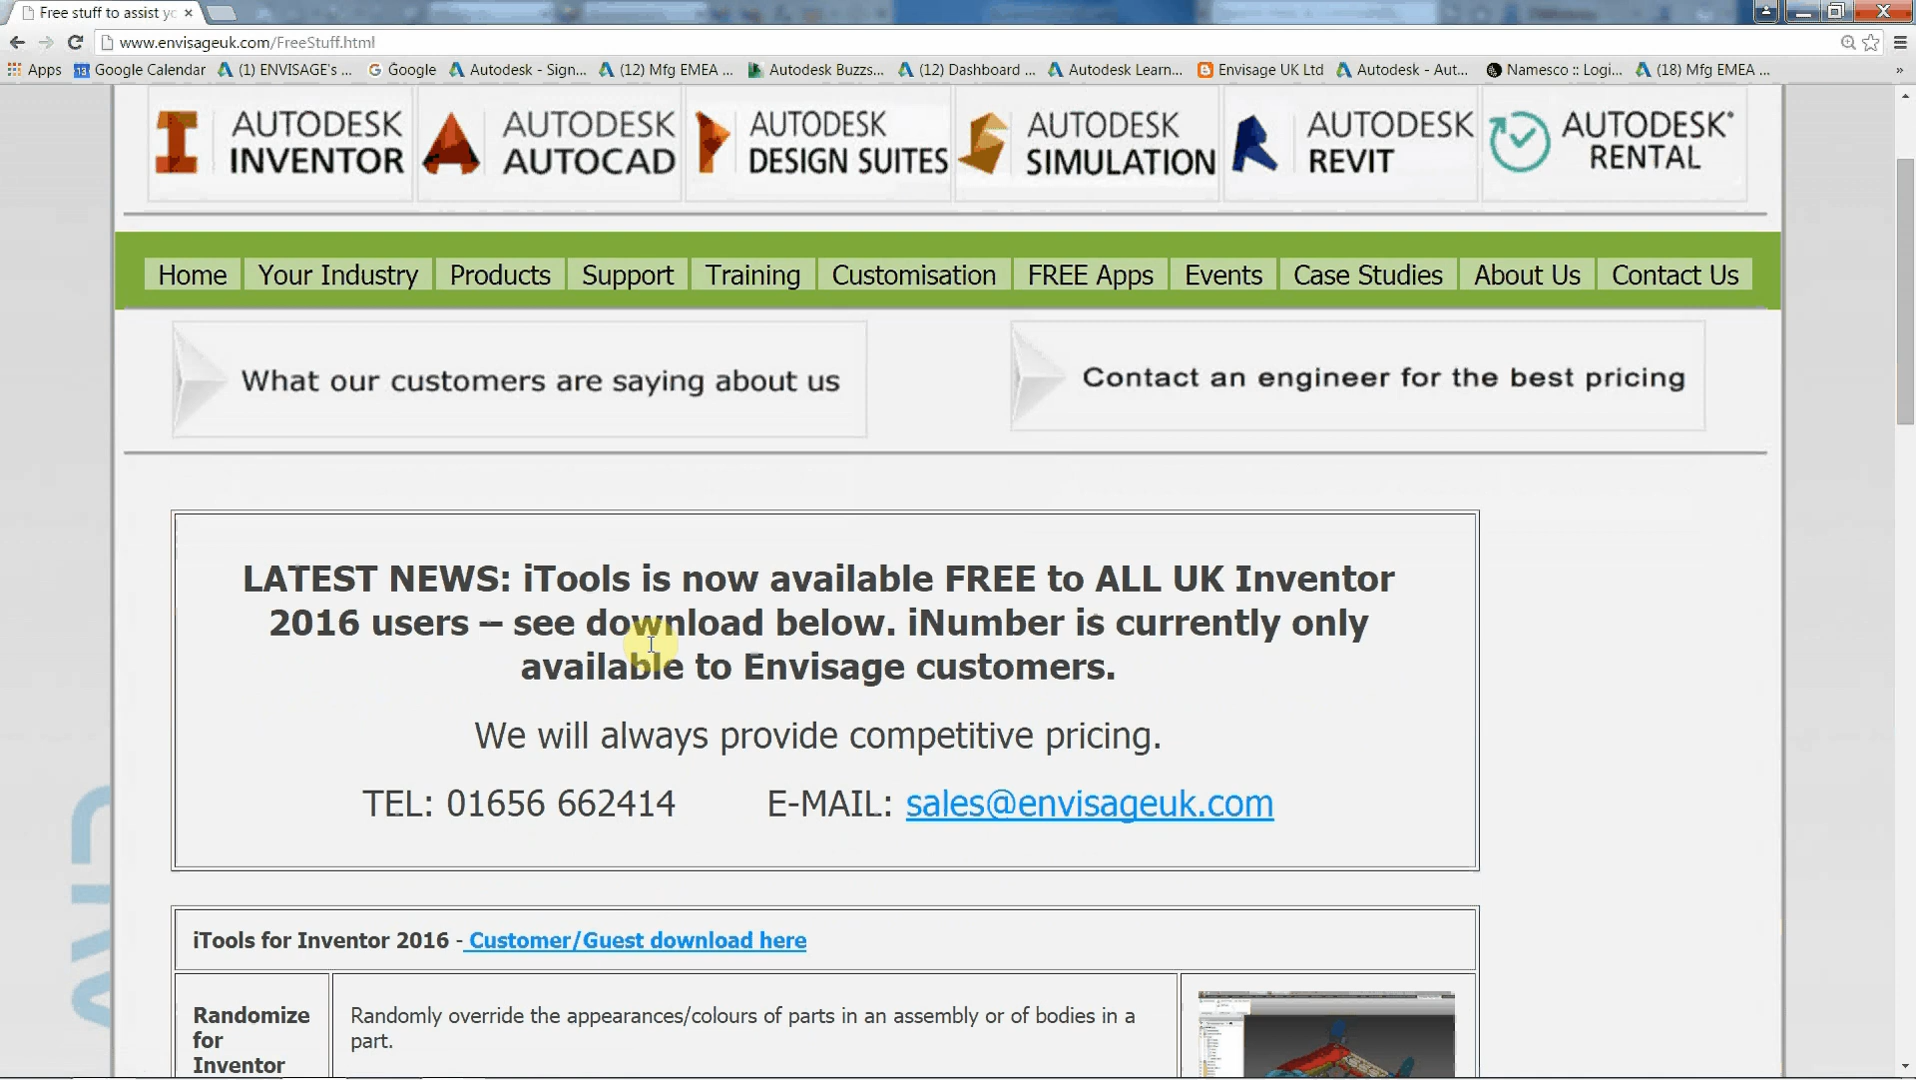 Free stuff to assist yo
www.envisageuk.com/FreeStuff.html
Apps 13 Google Calendar (1) ENVISAGE's ... G Google Autodesk - Sign... (12) Mfg EMEA ... Autodesk Buzzs... (12) Dashboard ... Autodesk Learn... Envisage UK Ltd Autodesk - Aut... Namesco :: Logi... (18) Mfg EMEA ... »
AUTODESK INVENTOR
AUTODESK AUTOCAD
AUTODESK DESIGN SUITES
AUTODESK SIMULATION
AUTODESK REVIT
AUTODESK® RENTAL
Home Your Industry Products Support Training Customisation FREE Apps Events Case Studies About Us Contact Us
What our customers are saying about us
Contact an engineer for the best pricing
LATEST NEWS: iTools is now available FREE to ALL UK Inventor
2016 users – see download below. iNumber is currently only
available to Envisage customers.
We will always provide competitive pricing.
TEL: 01656 662414 E-MAIL: sales@envisageuk.com
iTools for Inventor 2016 - Customer/Guest download here
Randomize
for
Inventor
Randomly override the appearances/colours of parts in an assembly or of bodies in a
part.